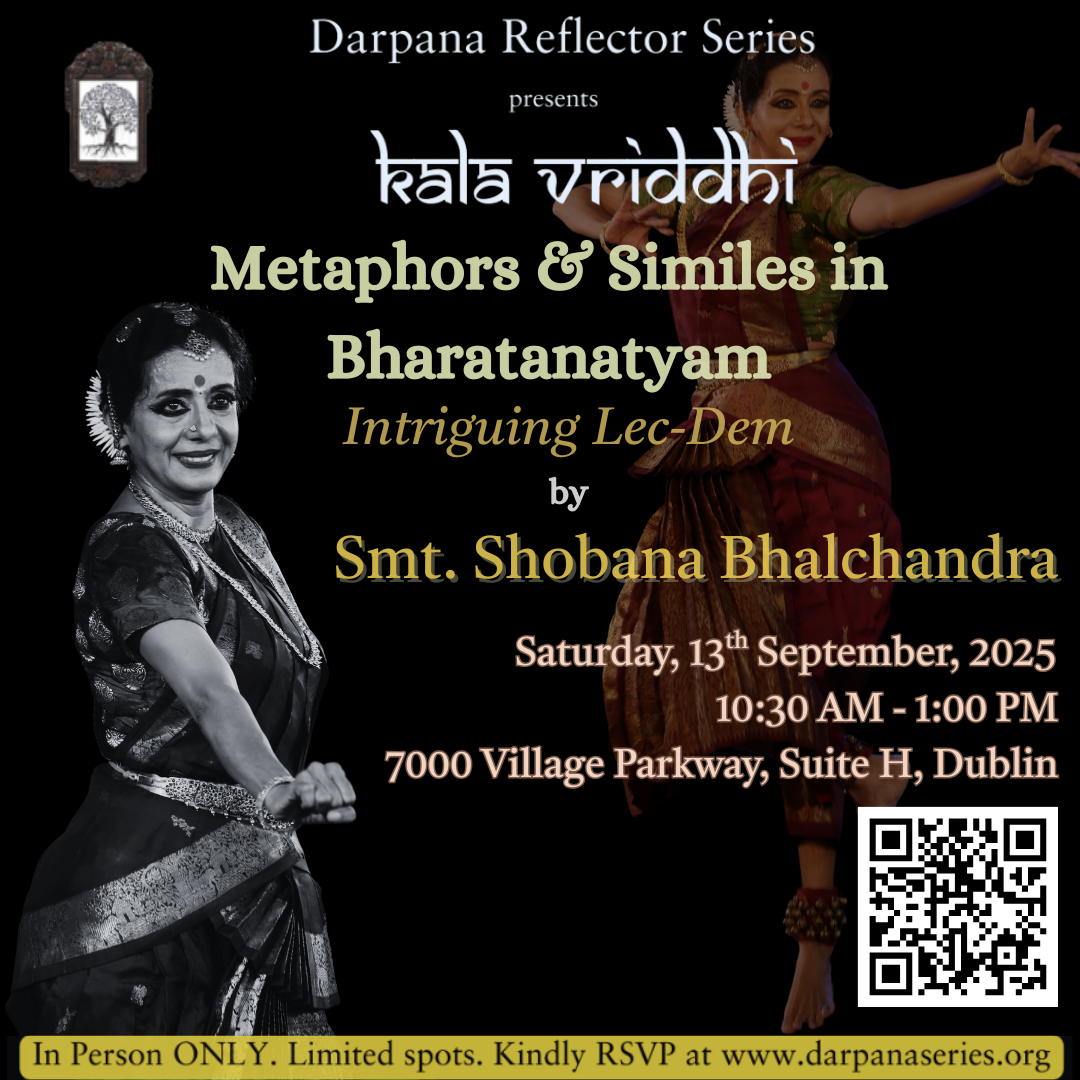 Darpana Reflector Series
presents
kala vriddhi
Metaphors & Similes in
Bharatanatyam
Intriguing Lec-Dem
by
Smt. Shobana Bhalchandra
Saturday, 13th September, 2025
10:30 AM - 1:00 PM
7000 Village Parkway, Suite H, Dublin
In Person ONLY. Limited spots. Kindly RSVP at www.darpanaseries.org